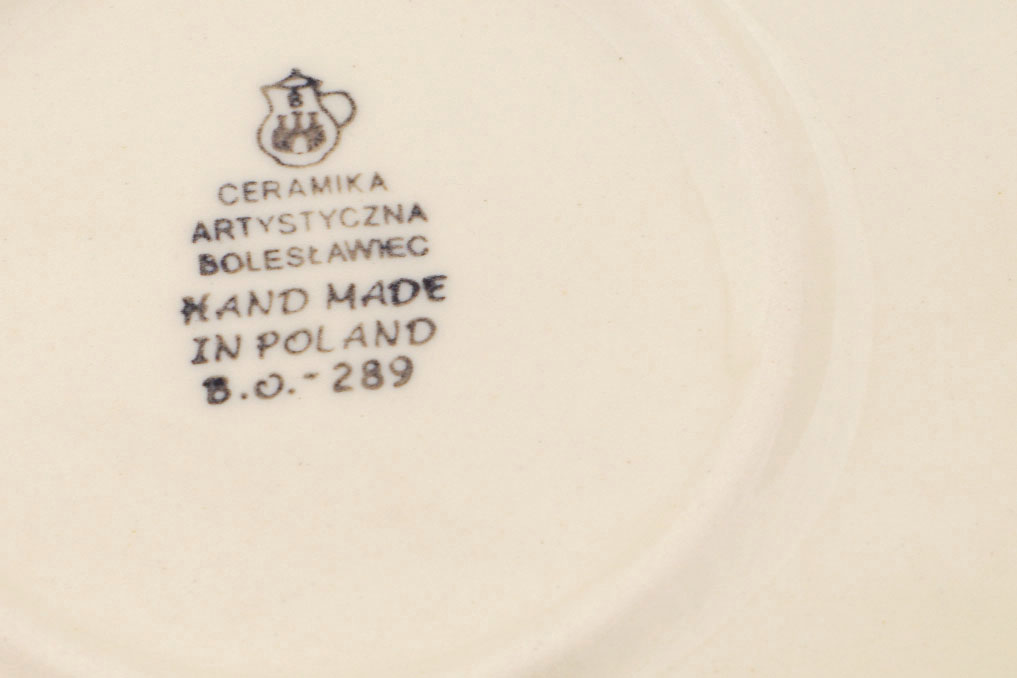 B
CERAMIKA
ARTYSTYCZNA
BOLESŁAWIEC
HAND MADE
IN POLAND
B.O.-289